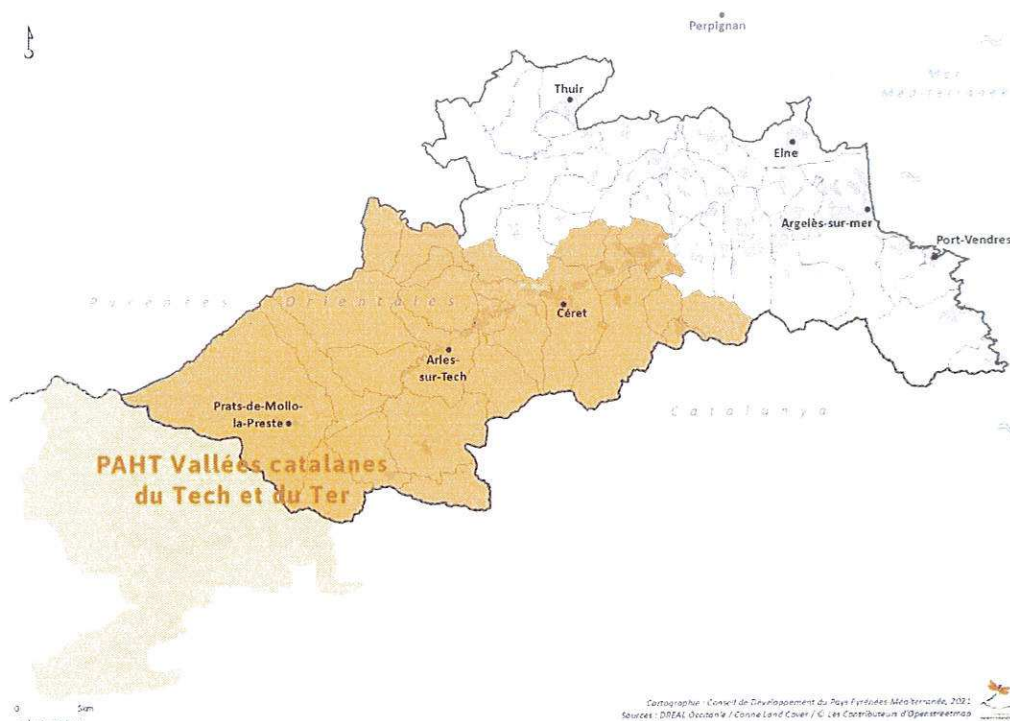 Perpignan
Mer
Méditerranée
Thuir
Elne
Argelès-sur-mer
Port-Vendres
Pyrénées Orientales
Céret
Arles-
sur-Tech
Catalunya
Prats-de-Mollo-
la-Preste
PAHT Vallées catalanes
du Tech et du Ter
0 5km
Cartographie : Conseil de Développement du Pays Pyrénées Méditerranée, 2021
Sources : DREAL Occitanie / Corine Land Cover / © Les Contributeurs d'Openstreetmap